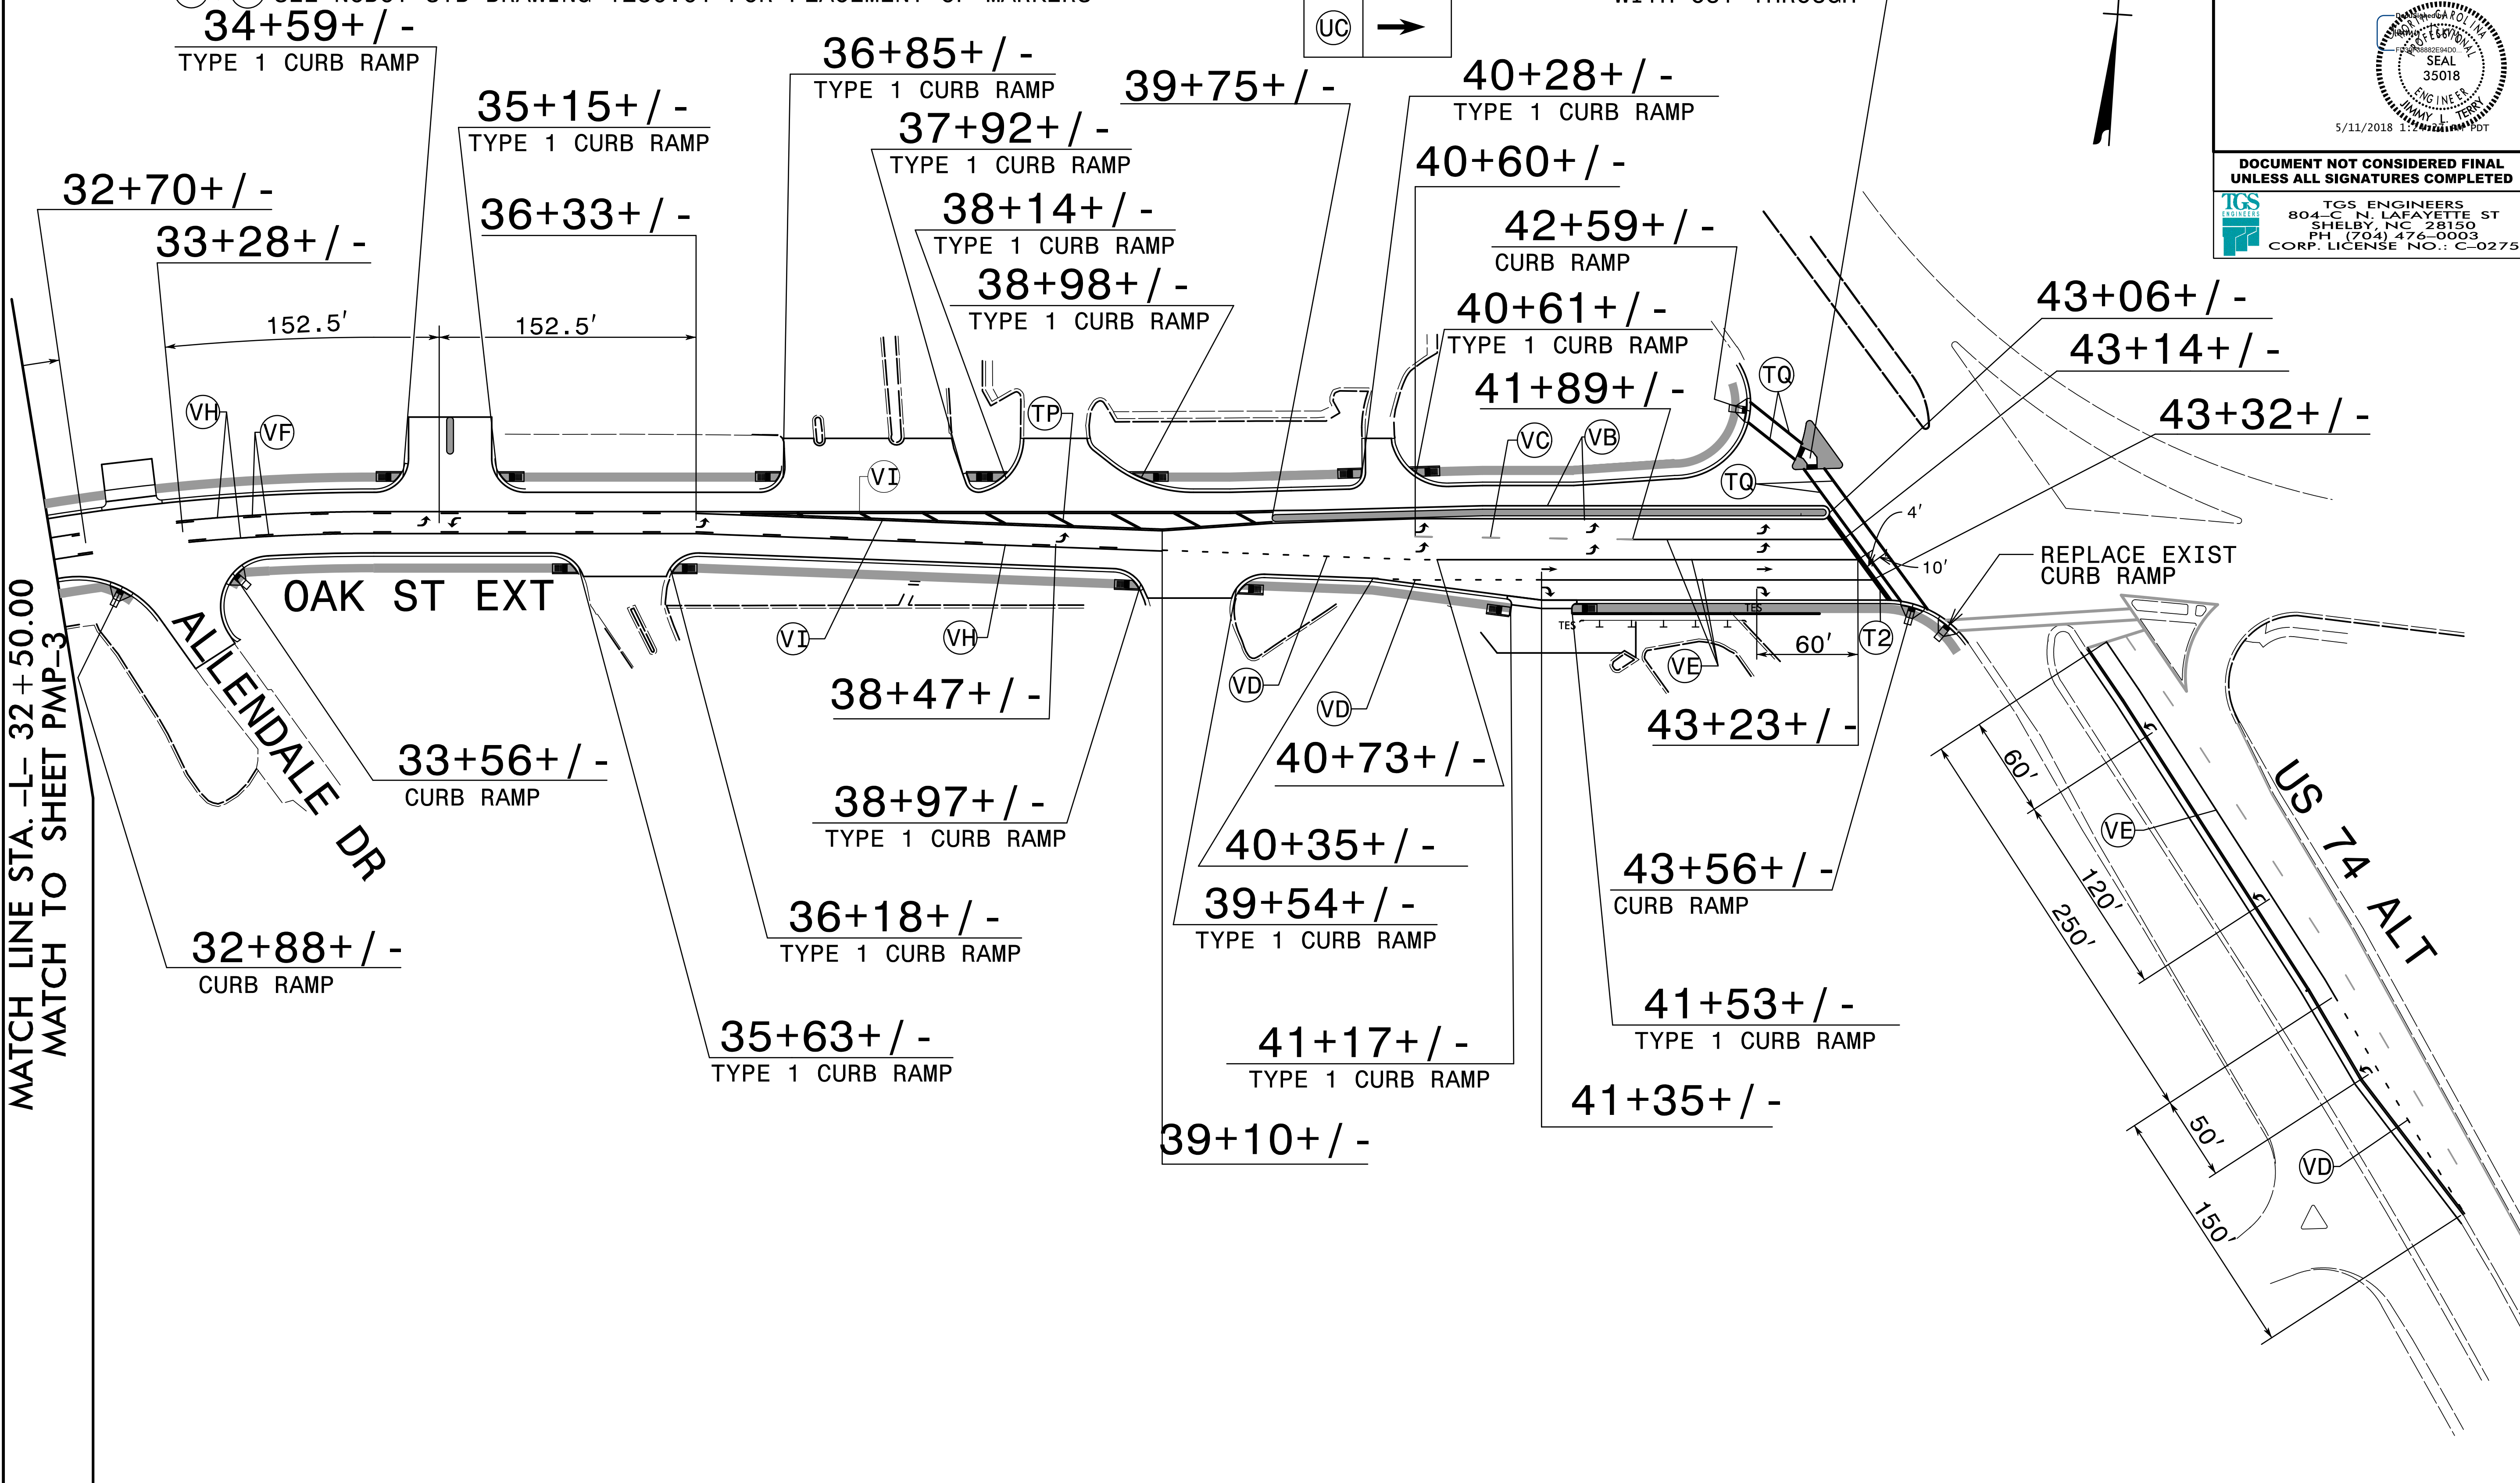 34+59+/-
TYPE 1 CURB RAMP
35+15+/-
TYPE 1 CURB RAMP
36+85+/-
TYPE 1 CURB RAMP
37+92+/-
TYPE 1 CURB RAMP
39+75+/-
40+28+/-
TYPE 1 CURB RAMP
UC
32+70+/-
33+28+/-
36+33+/-
38+14+/-
TYPE 1 CURB RAMP
38+98+/-
TYPE 1 CURB RAMP
40+60+/-
42+59+/-
CURB RAMP
40+61+/-
TYPE 1 CURB RAMP
41+89+/-
NORTH CAROLINA
PROFESSIONAL
SEAL
35018
ENGINEER
JIMMY L. TERRY
5/11/2018
PDT
DOCUMENT NOT CONSIDERED FINAL
UNLESS ALL SIGNATURES COMPLETED
TGS
ENGINEERS
TGS ENGINEERS
804-C N. LAFAYETTE ST
SHELBY, NC 28150
PH (704) 476-0003
CORP. LICENSE NO.: C-0275
43+06+/-
43+14+/-
43+32+/-
152.5'
152.5'
VH
VF
VI
TP
VC
VB
TQ
TQ
4'
10'
REPLACE EXIST
CURB RAMP
OAK ST EXT
ALLENDALE DR
VI
VH
VD
VD
TES
TES
VE
60'
T2
38+47+/-
43+23+/-
33+56+/-
CURB RAMP
38+97+/-
TYPE 1 CURB RAMP
40+73+/-
40+35+/-
39+54+/-
TYPE 1 CURB RAMP
43+56+/-
CURB RAMP
32+88+/-
CURB RAMP
36+18+/-
TYPE 1 CURB RAMP
35+63+/-
TYPE 1 CURB RAMP
41+17+/-
TYPE 1 CURB RAMP
41+53+/-
TYPE 1 CURB RAMP
41+35+/-
39+10+/-
MATCH LINE STA. -L- 32+50.00
MATCH TO SHEET PMP-3
US 74 ALT
60'
120'
250'
50'
150'
VE
VD